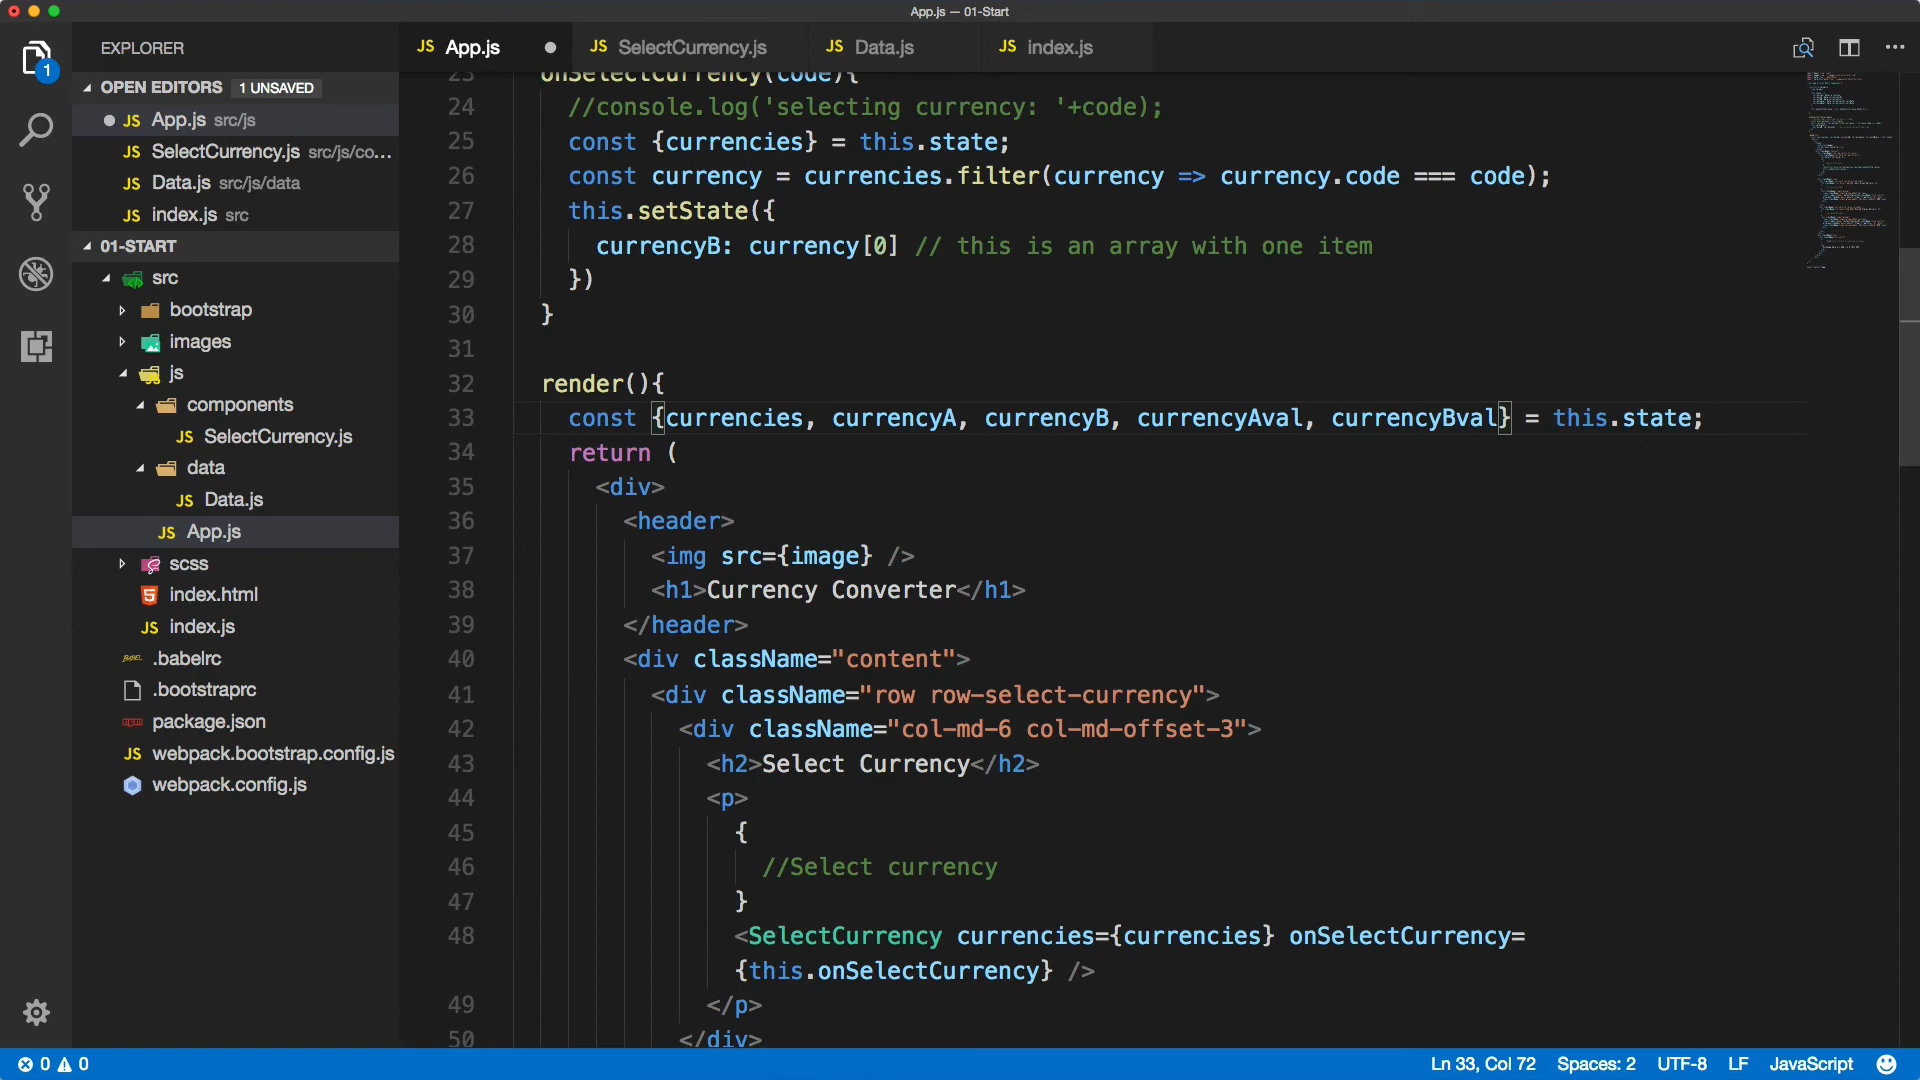 App.js — 01-Start
EXPLORER
OPEN EDITORS 1 UNSAVED
JS App.js src/js
JS SelectCurrency.js src/js/co...
JS Data.js src/js/data
JS index.js src
01-START
src
bootstrap
images
js
components
JS SelectCurrency.js
data
JS Data.js
JS App.js
scss
index.html
JS index.js
.babelrc
.bootstraprc
package.json
JS webpack.bootstrap.config.js
webpack.config.js
1
JS App.js
JS SelectCurrency.js
JS Data.js
JS index.js
23 onSelectCurrency(code){
24 //console.log('selecting currency: '+code);
25 const {currencies} = this.state;
26 const currency = currencies.filter(currency => currency.code === code);
27 this.setState({
28 currencyB: currency[0] // this is an array with one item
29 })
30 }
31
32 render(){
33 const {currencies, currencyA, currencyB, currencyAval, currencyBval} = this.state;
34 return (
35 <div>
36 <header>
37 <img src={image} />
38 <h1>Currency Converter</h1>
39 </header>
40 <div className="content">
41 <div className="row row-select-currency">
42 <div className="col-md-6 col-md-offset-3">
43 <h2>Select Currency</h2>
44 <p>
45 {
46 //Select currency
47 }
48 <SelectCurrency currencies={currencies} onSelectCurrency=
{this.onSelectCurrency} />
49 </p>
50 </div>
0 0
Ln 33, Col 72 Spaces: 2 UTF-8 LF JavaScript